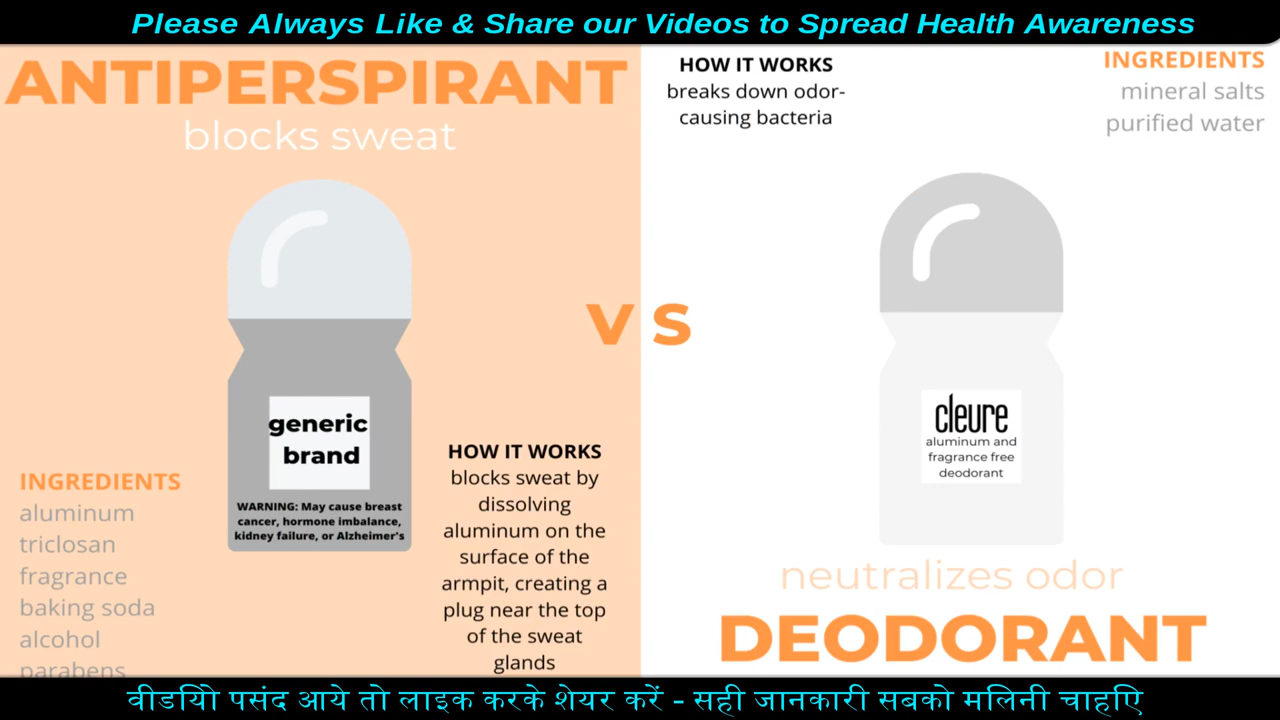 Please Always Like & Share our Videos to Spread Health Awareness
ANTIPERSPIRANT
blocks sweat
generic
brand
WARNING: May cause breast
cancer, hormone imbalance,
kidney failure, or Alzheimer's
INGREDIENTS
aluminum
triclosan
fragrance
baking soda
alcohol
parabens
HOW IT WORKS
blocks sweat by
dissolving
aluminum on the
surface of the
armpit, creating a
plug near the top
of the sweat
glands
vs
HOW IT WORKS
breaks down odor-
causing bacteria
INGREDIENTS
mineral salts
purified water
cleure
aluminum and
fragrance free
deodorant
neutralizes odor
DEODORANT
वीडियो पसंद आये तो लाइक करके शेयर करें - सही जानकारी सबको मिलनी चाहिए